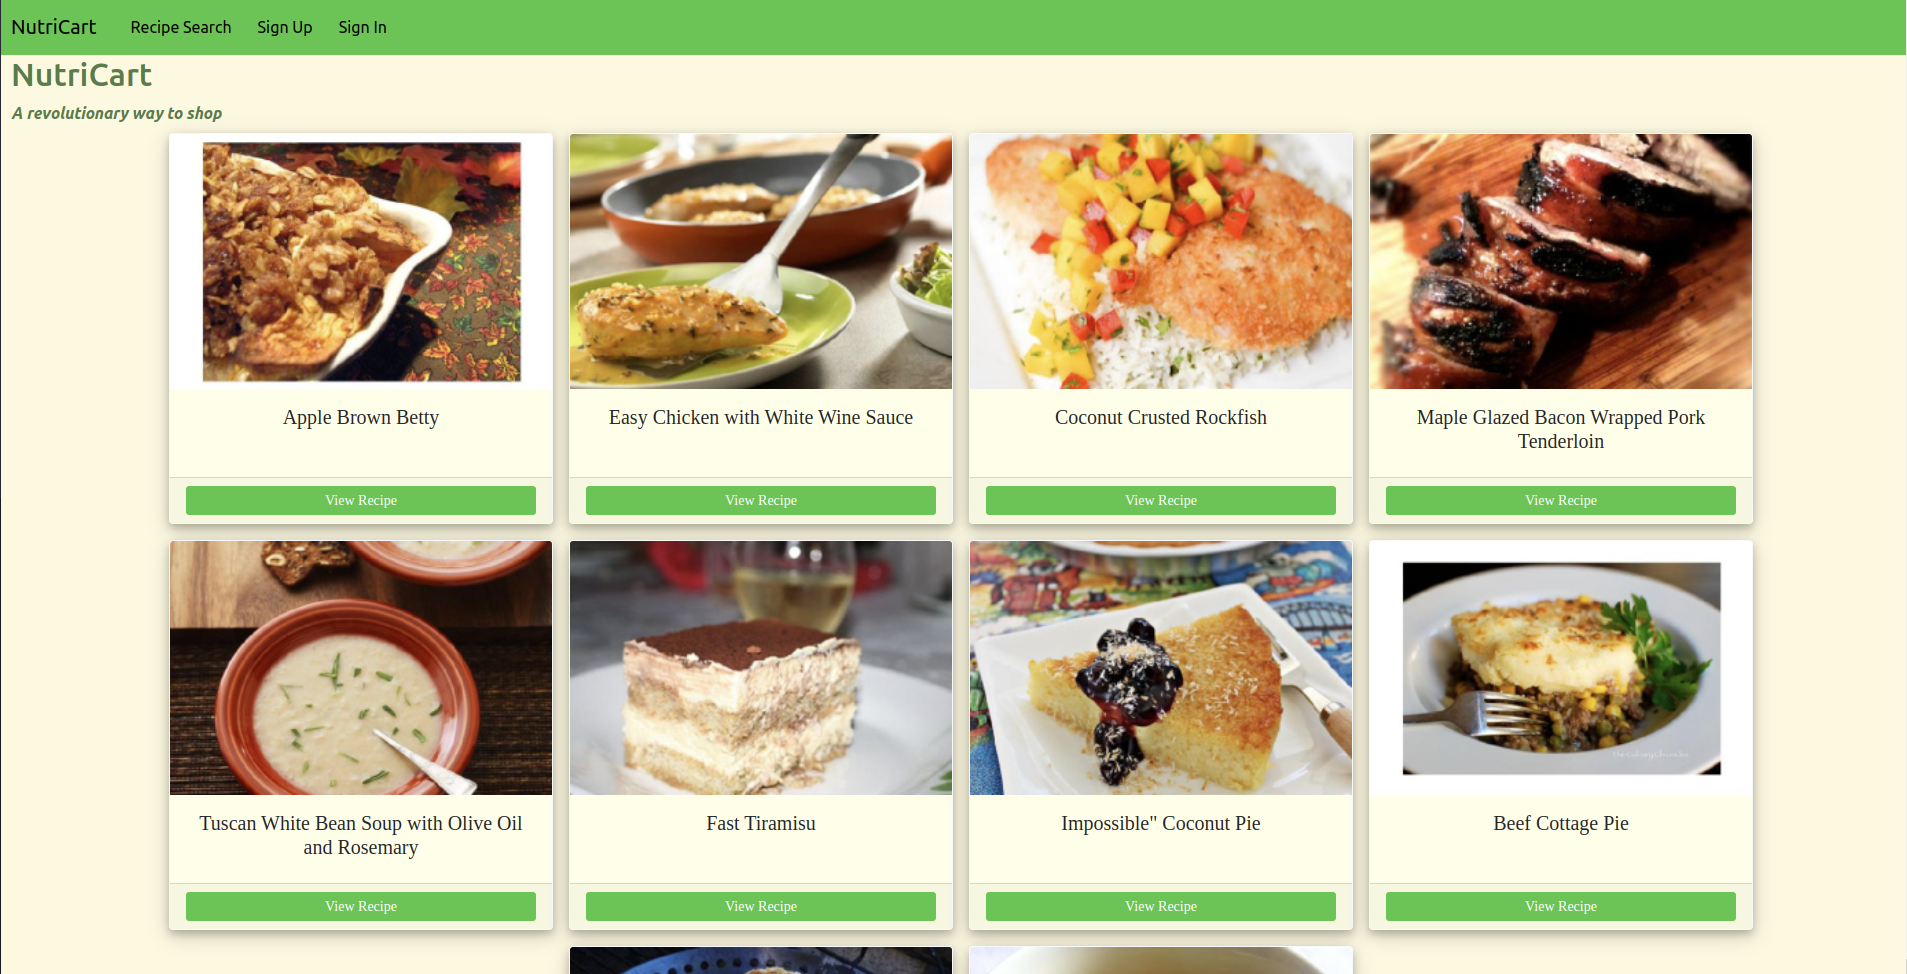 NutriCart
Recipe Search
Sign Up
Sign In
NutriCart
A revolutionary way to shop
Apple Brown Betty
Easy Chicken with White Wine Sauce
Coconut Crusted Rockfish
Maple Glazed Bacon Wrapped Pork
Tenderloin
View Recipe
View Recipe
View Recipe
View Recipe
Tuscan White Bean Soup with Olive Oil
and Rosemary
Fast Tiramisu
Impossible" Coconut Pie
Beef Cottage Pie
View Recipe
View Recipe
View Recipe
View Recipe